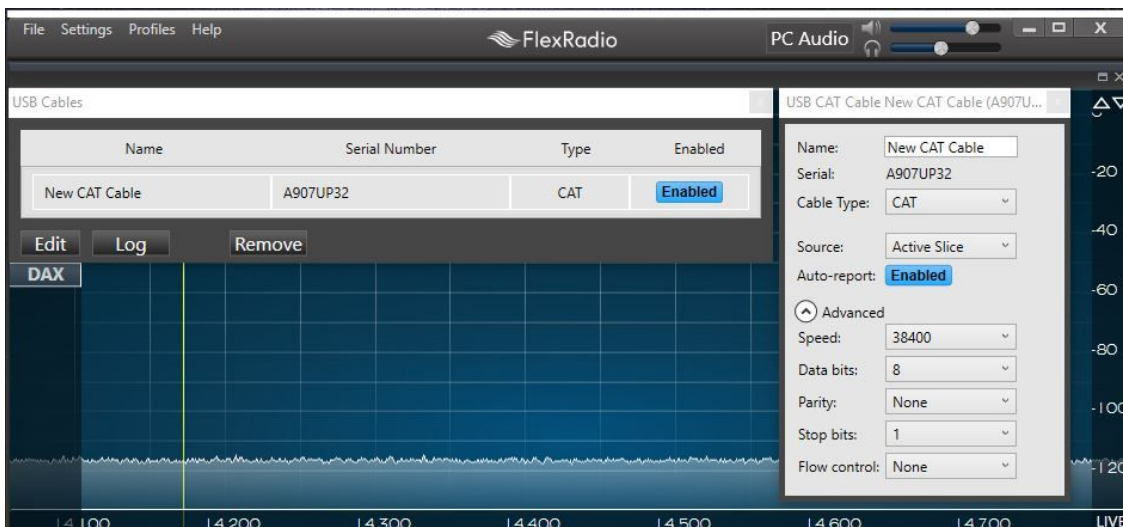 File Settings Profiles Help
FlexRadio
PC Audio
X
USB Cables
Name Serial Number Type Enabled
New CAT Cable A907UP32 CAT Enabled
Edit Log Remove
DAX
USB CAT Cable New CAT Cable (A907U...
Name: New CAT Cable
Serial: A907UP32
Cable Type: CAT
Source: Active Slice
Auto-report: Enabled
Advanced
Speed: 38400
Data bits: 8
Parity: None
Stop bits: 1
Flow control: None
-20
-40
-60
-80
-100
-120
14.100 14.200 14.300 14.400 14.500 14.600 14.700 LIVE